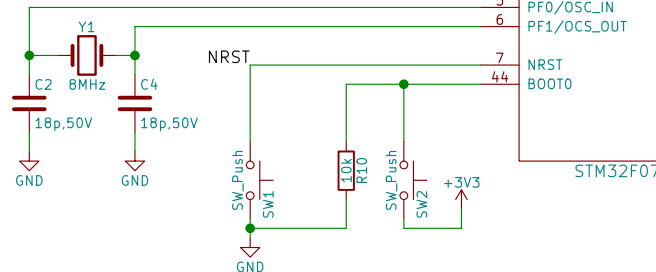 5
PF0/OSC_IN
6
PF1/OCS_OUT
Y1
8MHz
C2
18p,50V
GND
C4
18p,50V
GND
NRST
7
NRST
44
BOOT0
SW_Push
SW1
10k
R10
SW_Push
SW2
+3V3
GND
STM32F07